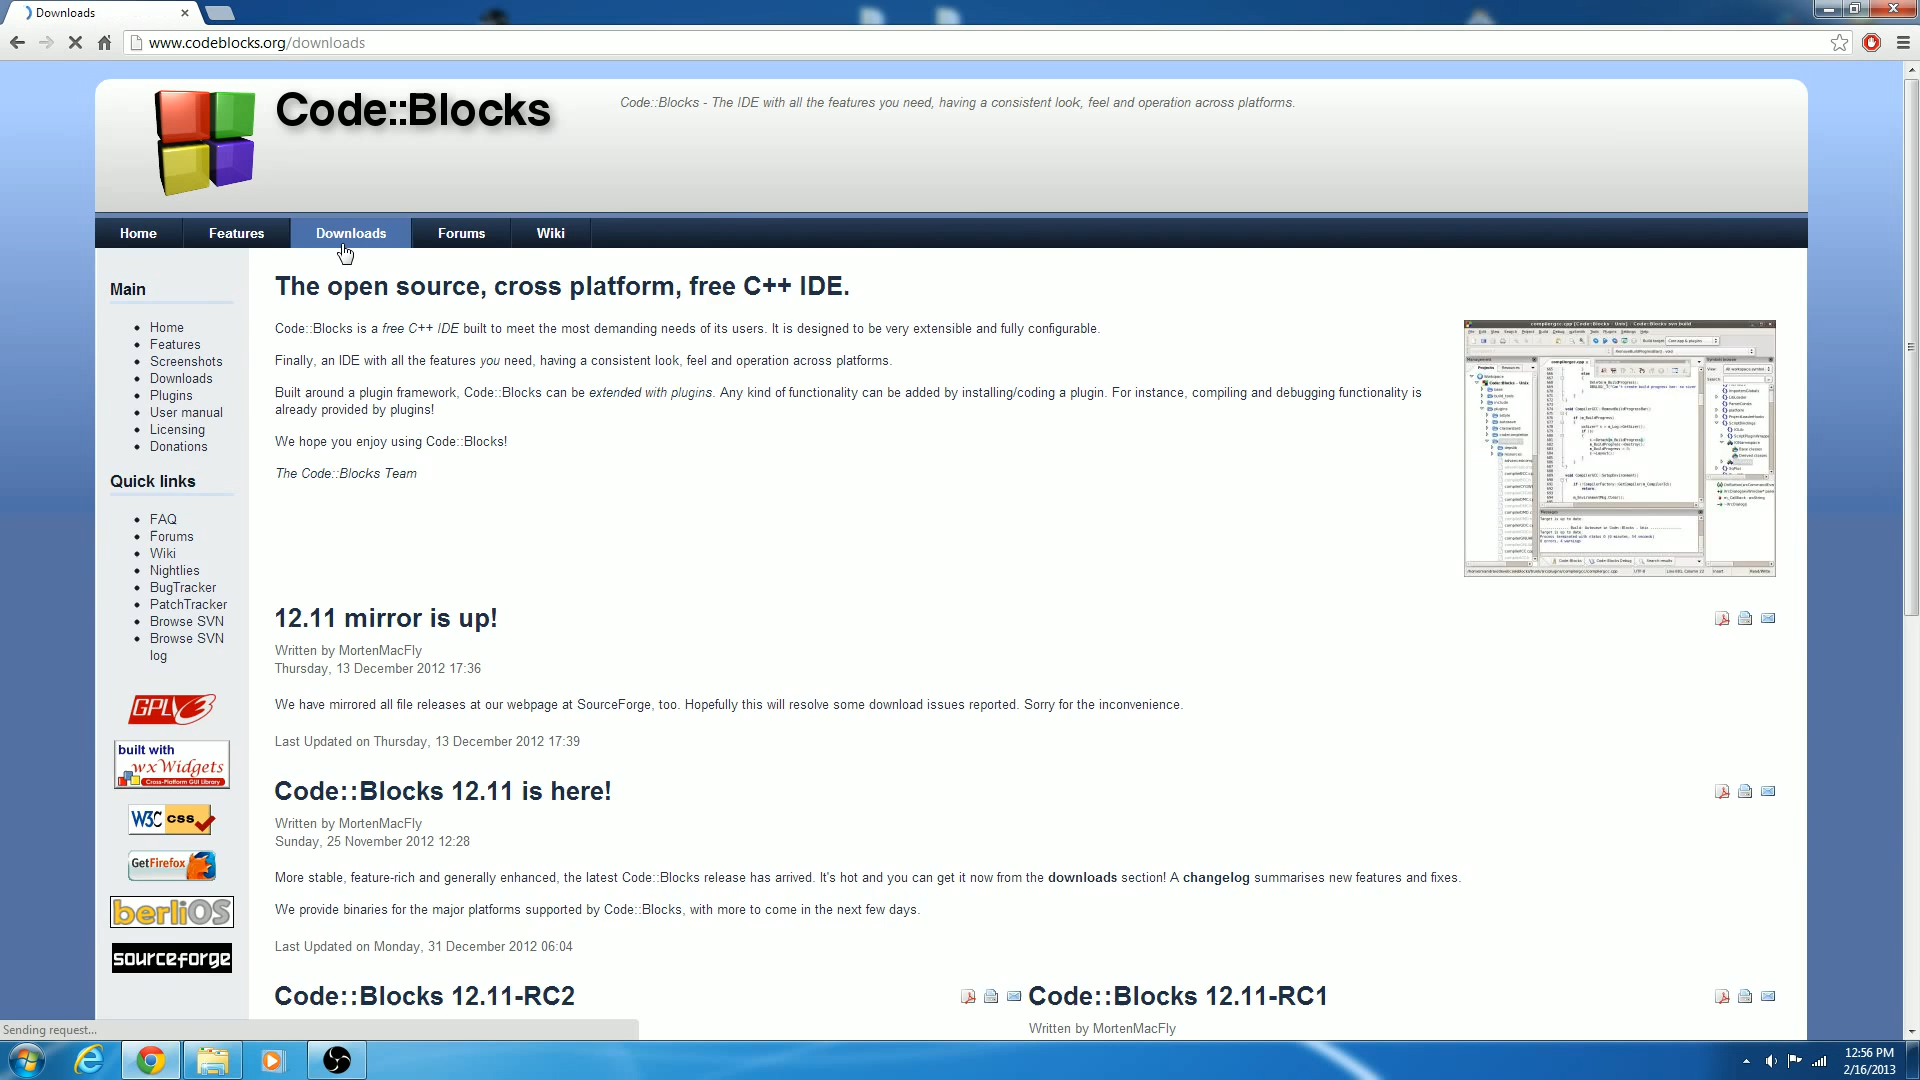 Downloads
www.codeblocks.org/downloads
Code::Blocks
Code::Blocks - The IDE with all the features you need, having a consistent look, feel and operation across platforms.
Home Features Downloads Forums Wiki
Main
Home
Features
Screenshots
Downloads
Plugins
User manual
Licensing
Donations
Quick links
FAQ
Forums
Wiki
Nightlies
BugTracker
PatchTracker
Browse SVN
Browse SVN
log
GPL 3
built with
wxWidgets
Cross-Platform GUI Library
W3C css
GetFirefox
berliOS
sourceforge
The open source, cross platform, free C++ IDE.
Code::Blocks is a free C++ IDE built to meet the most demanding needs of its users. It is designed to be very extensible and fully configurable.
Finally, an IDE with all the features you need, having a consistent look, feel and operation across platforms.
Built around a plugin framework, Code::Blocks can be extended with plugins. Any kind of functionality can be added by installing/coding a plugin. For instance, compiling and debugging functionality is
already provided by plugins!
We hope you enjoy using Code::Blocks!
The Code::Blocks Team
12.11 mirror is up!
Written by MortenMacFly
Thursday, 13 December 2012 17:36
We have mirrored all file releases at our webpage at SourceForge, too. Hopefully this will resolve some download issues reported. Sorry for the inconvenience.
Last Updated on Thursday, 13 December 2012 17:39
Code::Blocks 12.11 is here!
Written by MortenMacFly
Sunday, 25 November 2012 12:28
More stable, feature-rich and generally enhanced, the latest Code::Blocks release has arrived. It's hot and you can get it now from the downloads section! A changelog summarises new features and fixes.
We provide binaries for the major platforms supported by Code::Blocks, with more to come in the next few days.
Last Updated on Monday, 31 December 2012 06:04
Code::Blocks 12.11-RC2
Code::Blocks 12.11-RC1
Written by MortenMacFly
Sending request...
12:56 PM
2/16/2013